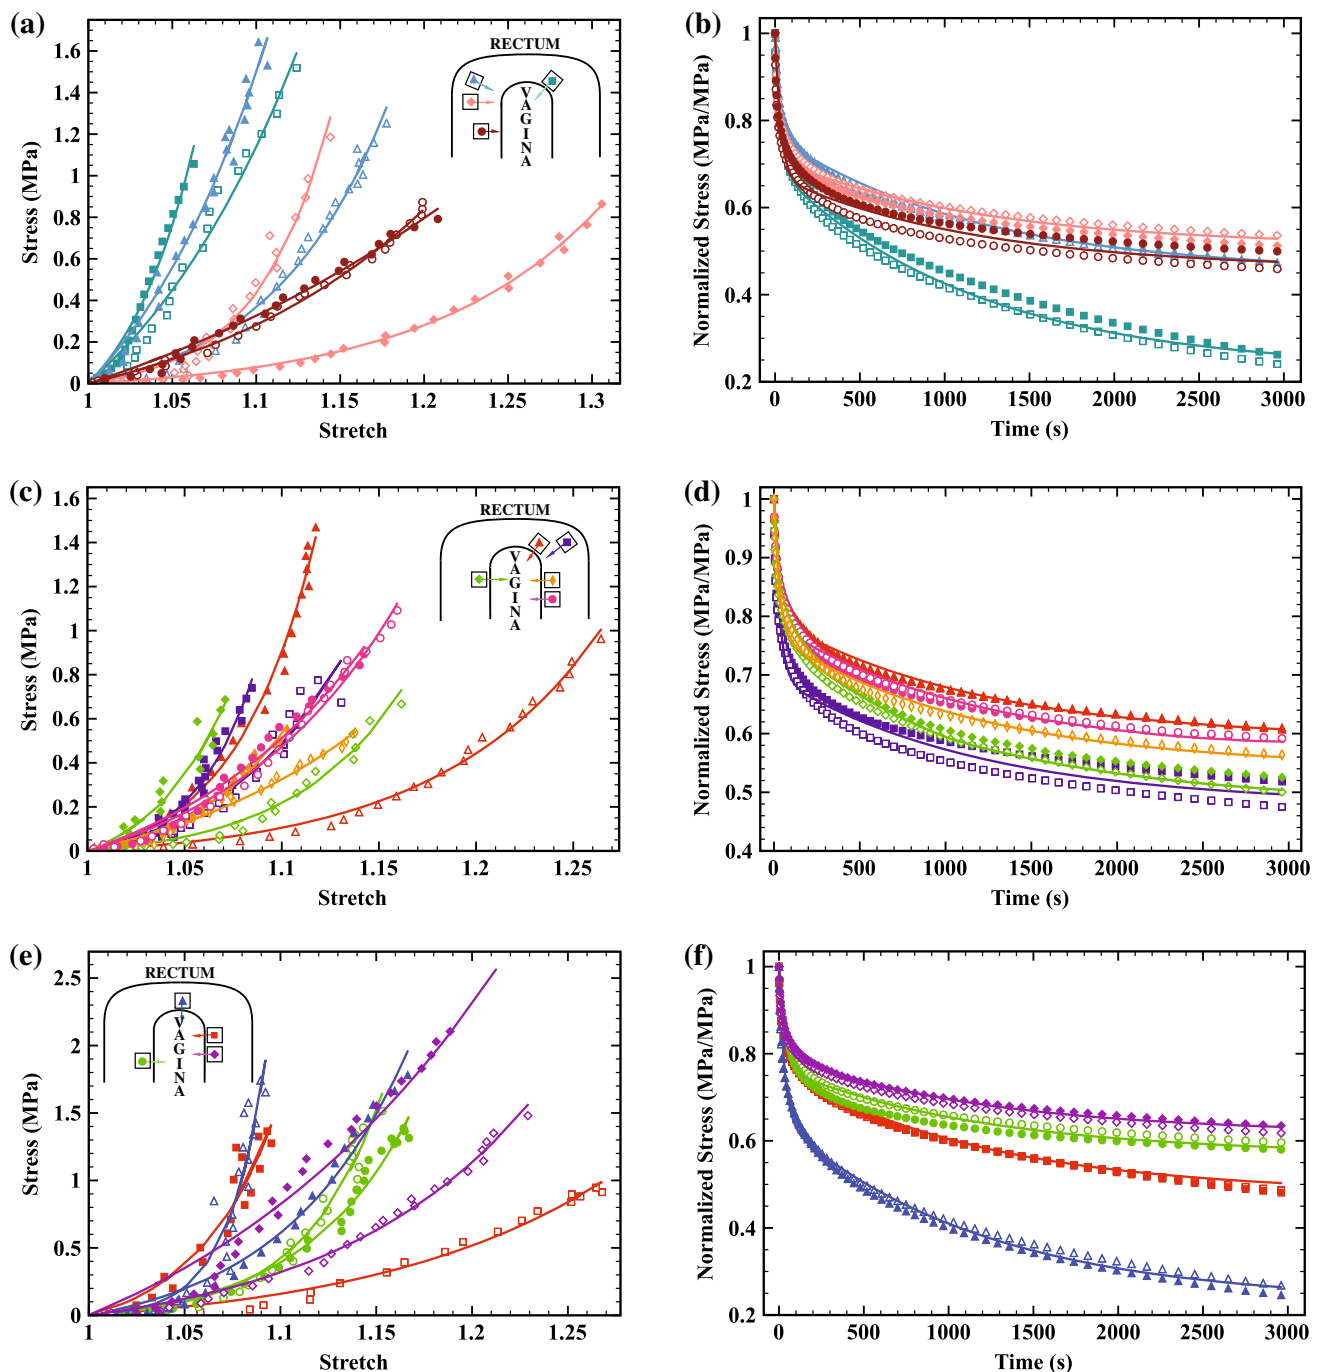 (a)
1.6
1.4
1.2
1
0.8
0.6
0.4
0.2
0
Stress (MPa)
1
1.05
1.1
1.15
1.2
1.25
1.3
Stretch
RECTUM
V
A
G
I
N
A
(b)
1
0.8
0.6
0.4
0.2
Normalized Stress (MPa/MPa)
0
500
1000
1500
2000
2500
3000
Time (s)
(c)
1.6
1.4
1.2
1
0.8
0.6
0.4
0.2
0
Stress (MPa)
1
1.05
1.1
1.15
1.2
1.25
Stretch
RECTUM
V
A
G
I
N
A
(d)
1
0.9
0.8
0.7
0.6
0.5
0.4
Normalized Stress (MPa/MPa)
0
500
1000
1500
2000
2500
3000
Time (s)
(e)
2.5
2
1.5
1
0.5
0
Stress (MPa)
1
1.05
1.1
1.15
1.2
1.25
Stretch
RECTUM
V
A
G
I
N
A
(f)
1
0.8
0.6
0.4
0.2
Normalized Stress (MPa/MPa)
0
500
1000
1500
2000
2500
3000
Time (s)